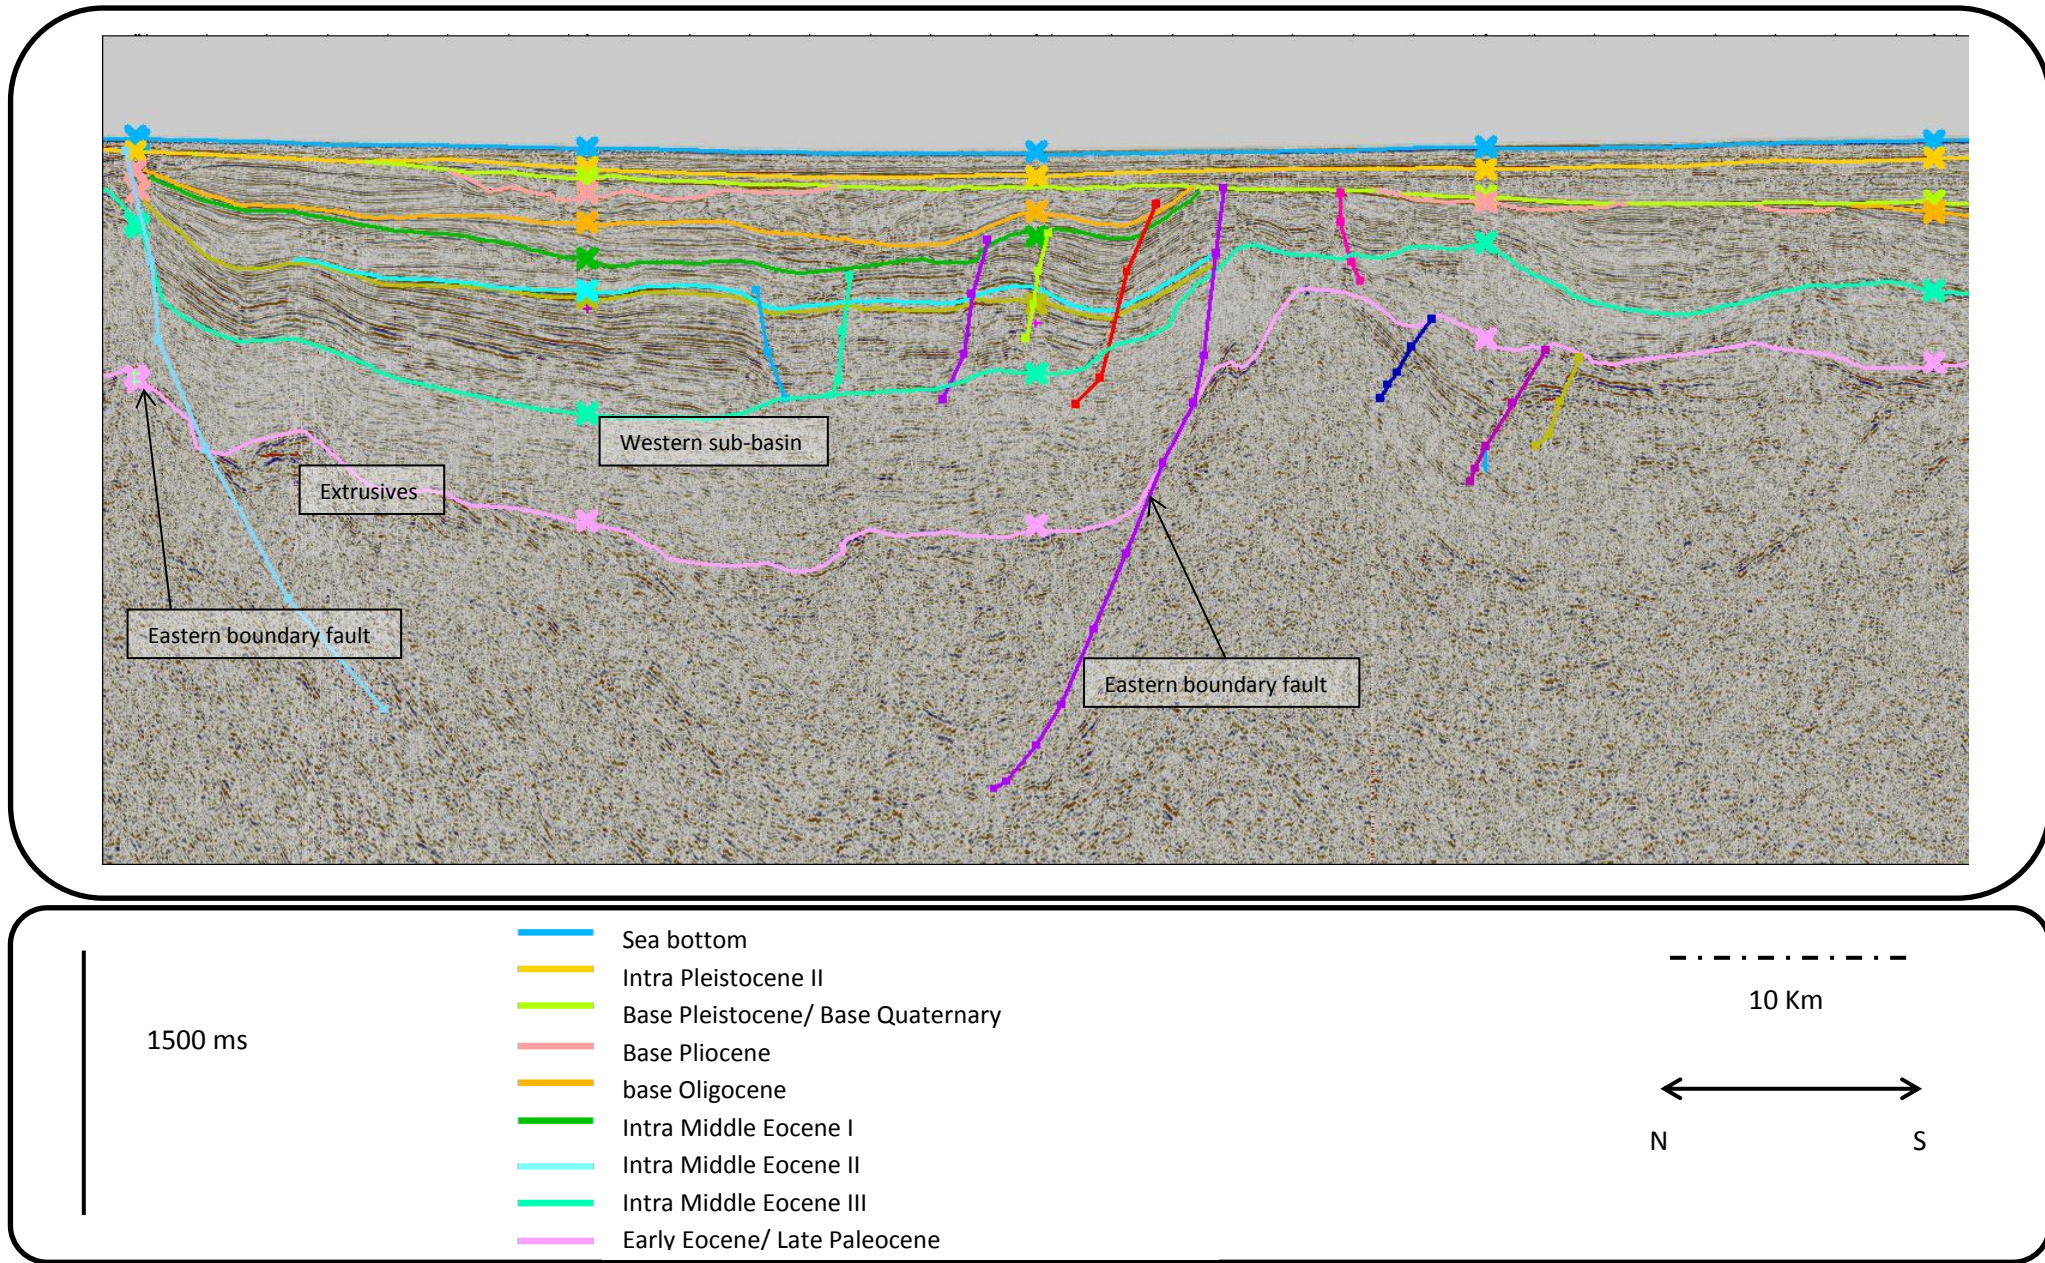 Western sub-basin
Extrusives
Eastern boundary fault
Eastern boundary fault
1500 ms
Sea bottom
Intra Pleistocene II
Base Pleistocene/ Base Quaternary
Base Pliocene
base Oligocene
Intra Middle Eocene I
Intra Middle Eocene II
Intra Middle Eocene III
Early Eocene/ Late Paleocene
10 Km
N S